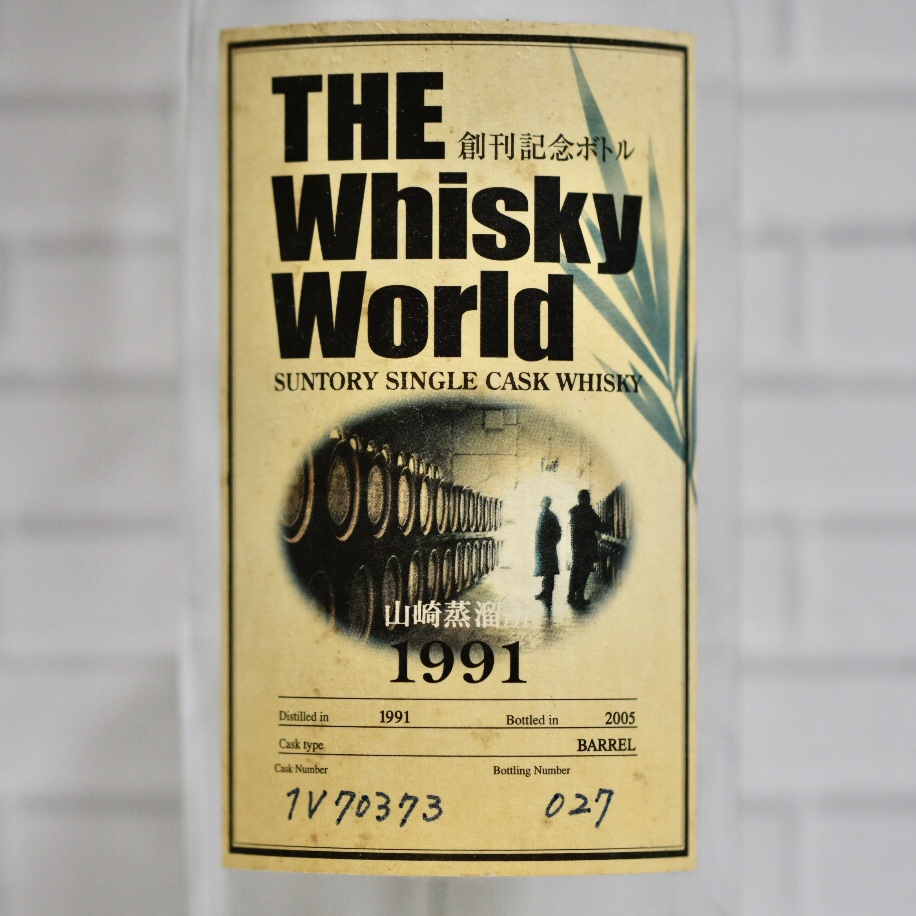 THE 創刊記念ボトル
Whisky
World
SUNTORY SINGLE CASK WHISKY
山崎蒸溜所
1991
Distilled in 1991 Bottled in 2005
Cask type BARREL
Cask Number Bottling Number
1V70373 027